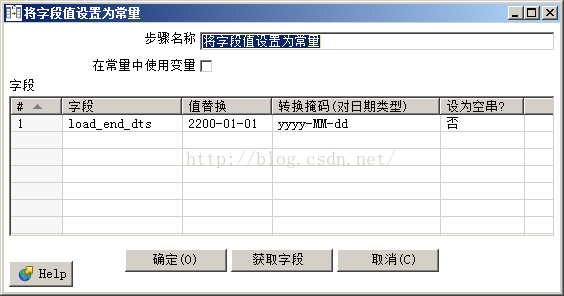 将字段值设置为常量
步骤名称 将字段值设置为常量
在常量中使用变量
字段
# 字段 值替换 转换掩码(对日期类型) 设为空串?
1 load_end_dts 2200-01-01 yyyy-MM-dd 否
http://blog.csdn.net/
确定(O) 获取字段 取消(C)
Help